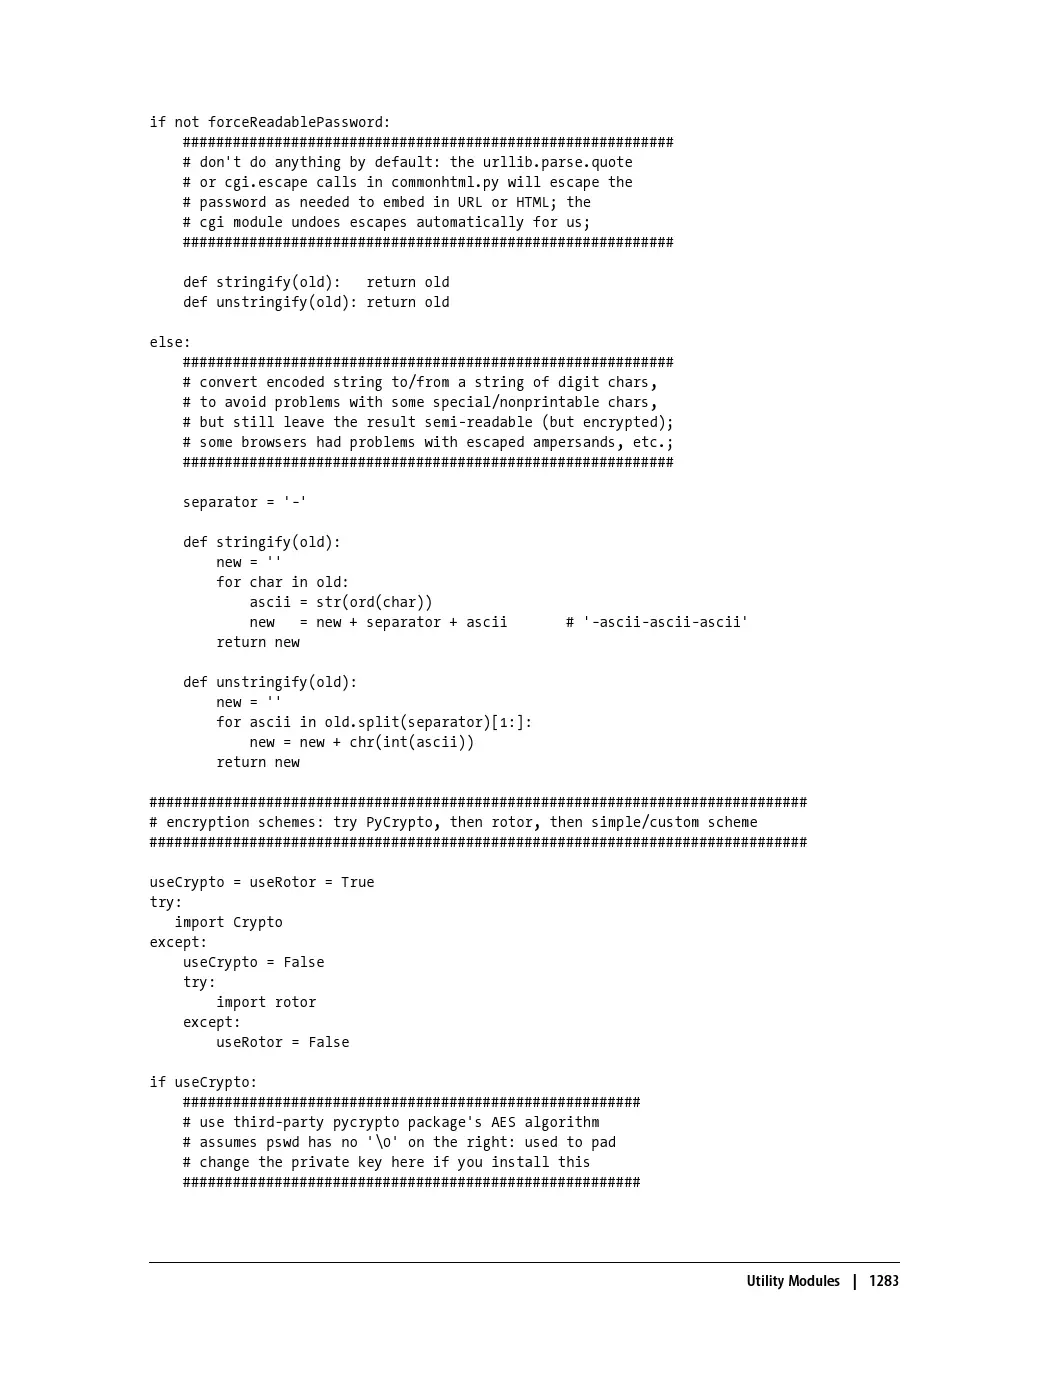 if not forceReadablePassword:
    ###########################################################
    # don't do anything by default: the urllib.parse.quote
    # or cgi.escape calls in commonhtml.py will escape the
    # password as needed to embed in URL or HTML; the
    # cgi module undoes escapes automatically for us;
    ###########################################################

    def stringify(old):   return old
    def unstringify(old): return old

else:
    ###########################################################
    # convert encoded string to/from a string of digit chars,
    # to avoid problems with some special/nonprintable chars,
    # but still leave the result semi-readable (but encrypted);
    # some browsers had problems with escaped ampersands, etc.;
    ###########################################################

    separator = '-'

    def stringify(old):
        new = ''
        for char in old:
            ascii = str(ord(char))
            new   = new + separator + ascii       # '-ascii-ascii-ascii'
        return new

    def unstringify(old):
        new = ''
        for ascii in old.split(separator)[1:]:
            new = new + chr(int(ascii))
        return new

###############################################################################
# encryption schemes: try PyCrypto, then rotor, then simple/custom scheme
###############################################################################

useCrypto = useRotor = True
try:
   import Crypto
except:
    useCrypto = False
    try:
        import rotor
    except:
        useRotor = False

if useCrypto:
    #######################################################
    # use third-party pycrypto package's AES algorithm
    # assumes pswd has no '\0' on the right: used to pad
    # change the private key here if you install this
    #######################################################

Utility Modules | 1283